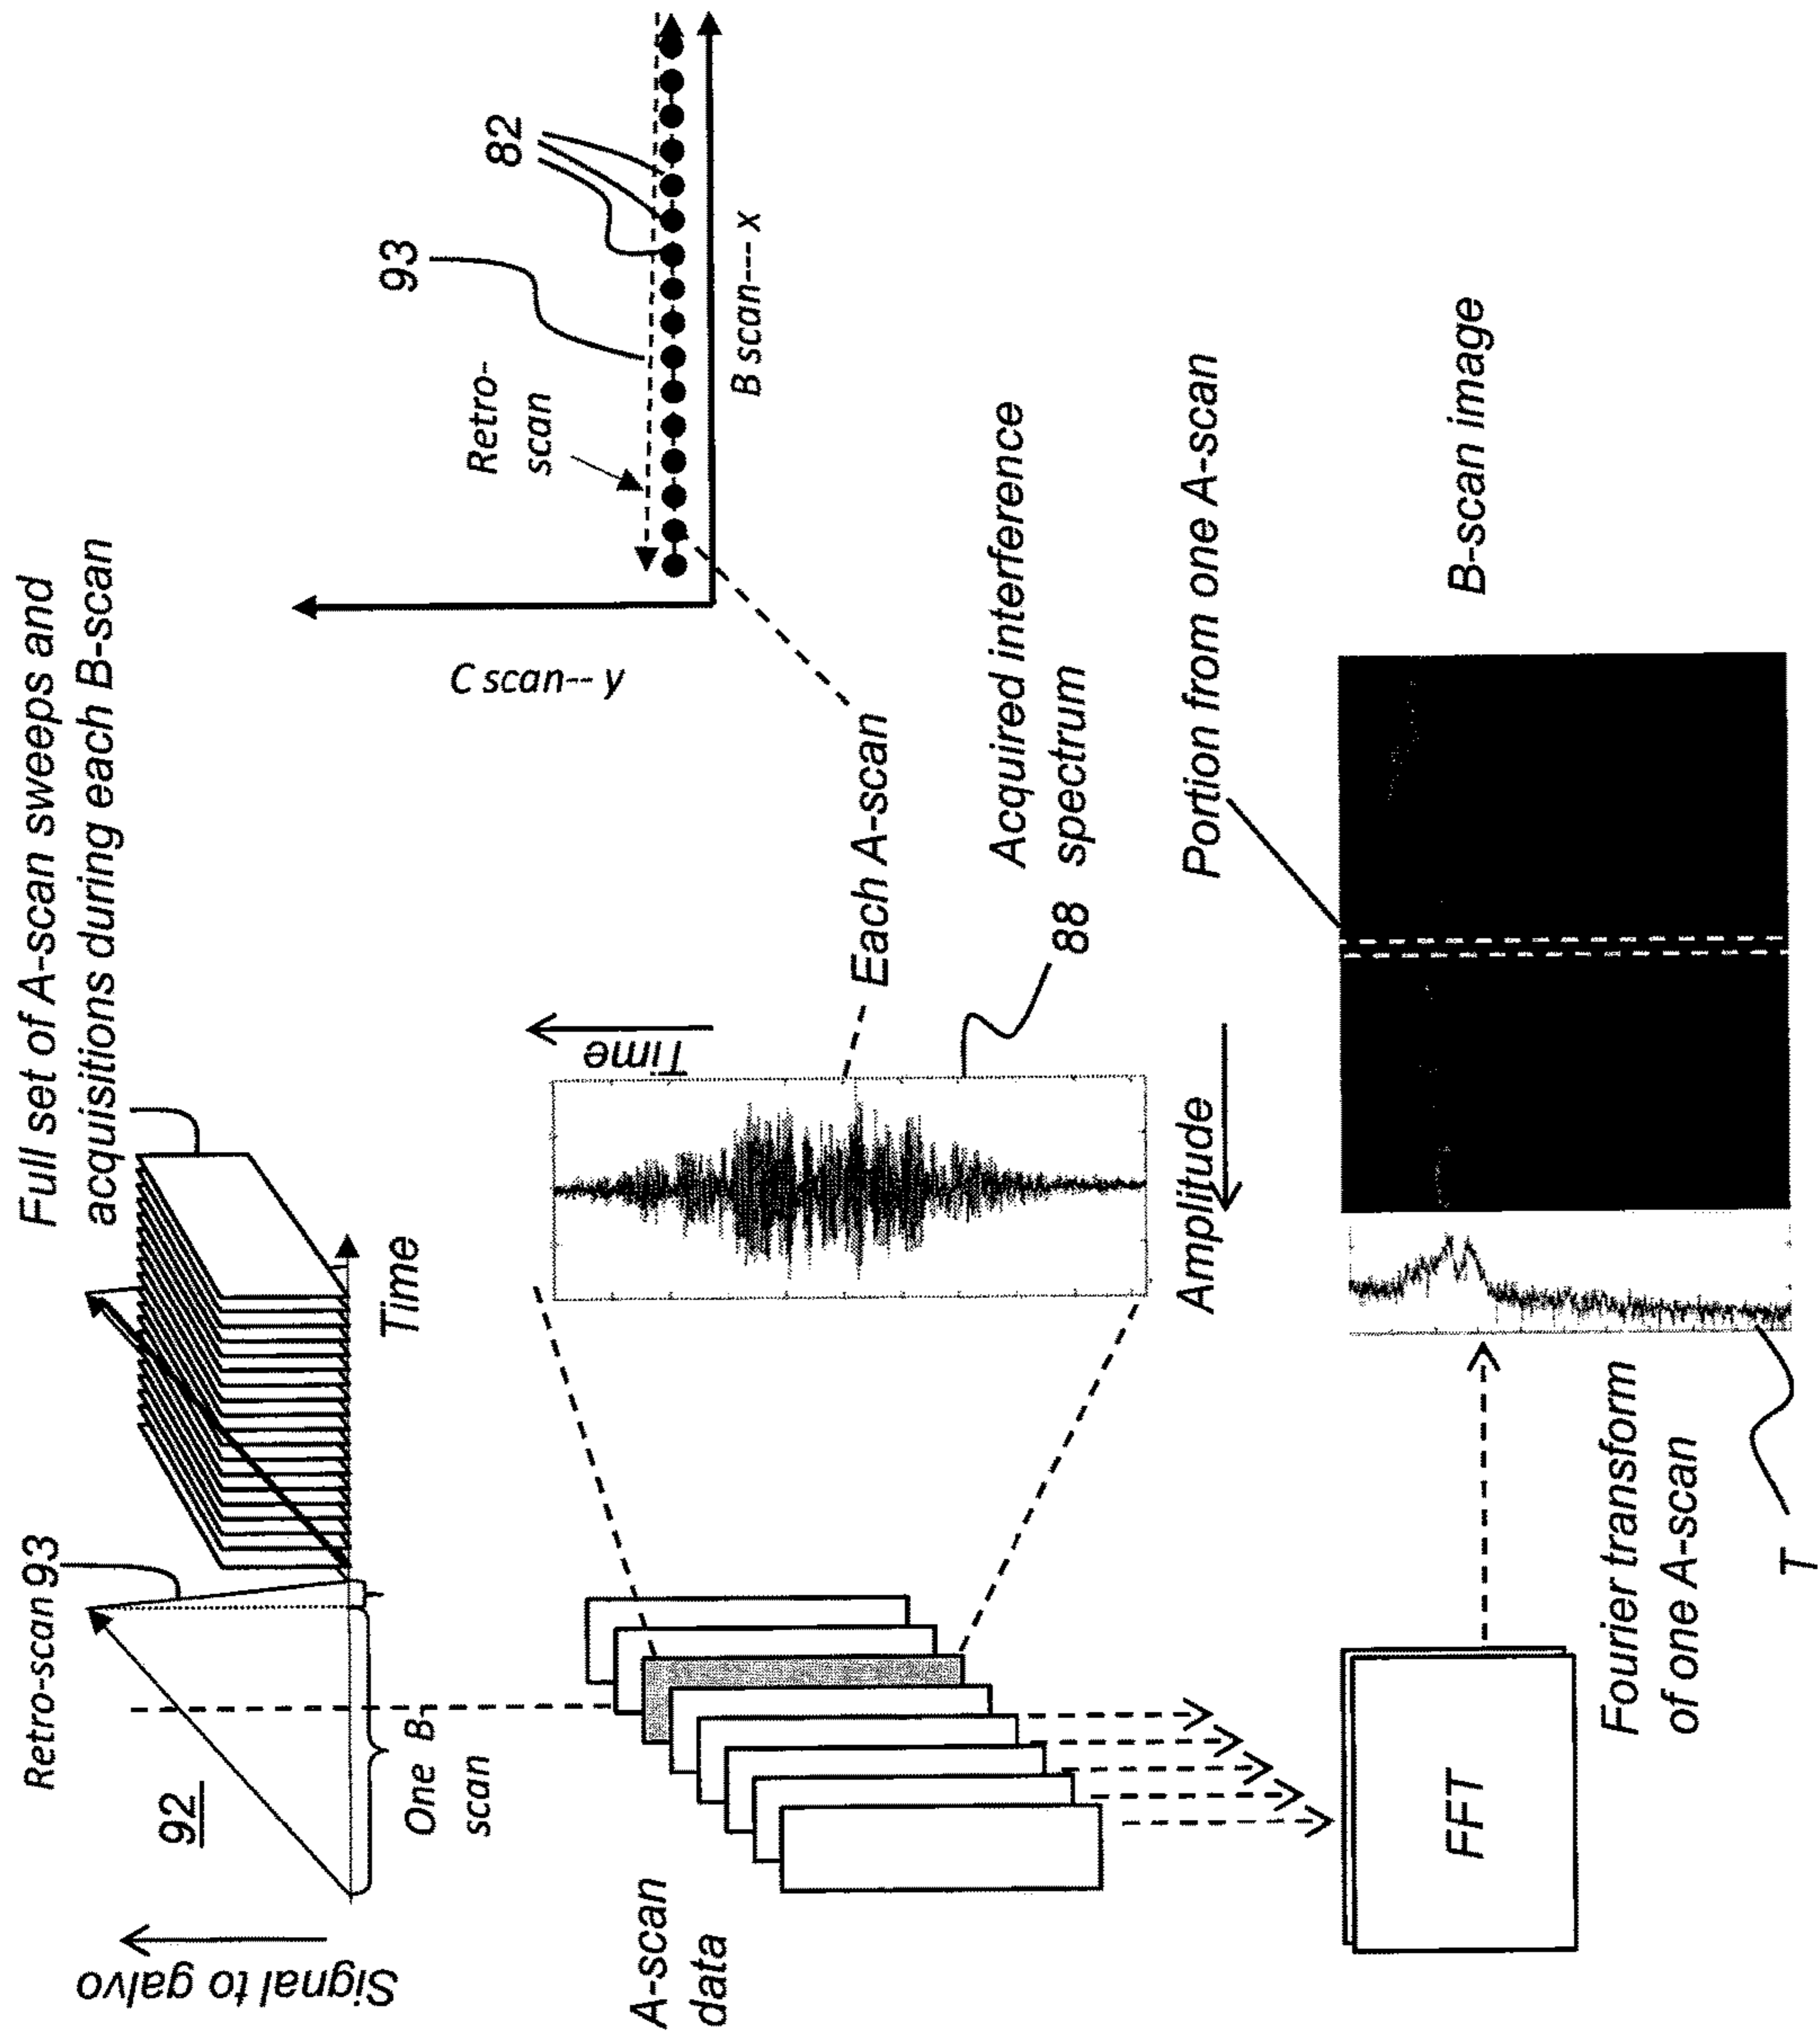 Full set of A-scan sweeps and
acquisitions during each B-scan
Retro-scan 93
92
Signal to galvo
One B-
scan
Time
93
82
Retro-
scan
C scan-- y
B scan--- x
A-scan
data
Time
Each A-scan
Acquired interference
88 spectrum
Amplitude
Portion from one A-scan
FFT
Fourier transform
of one A-scan
T
B-scan image